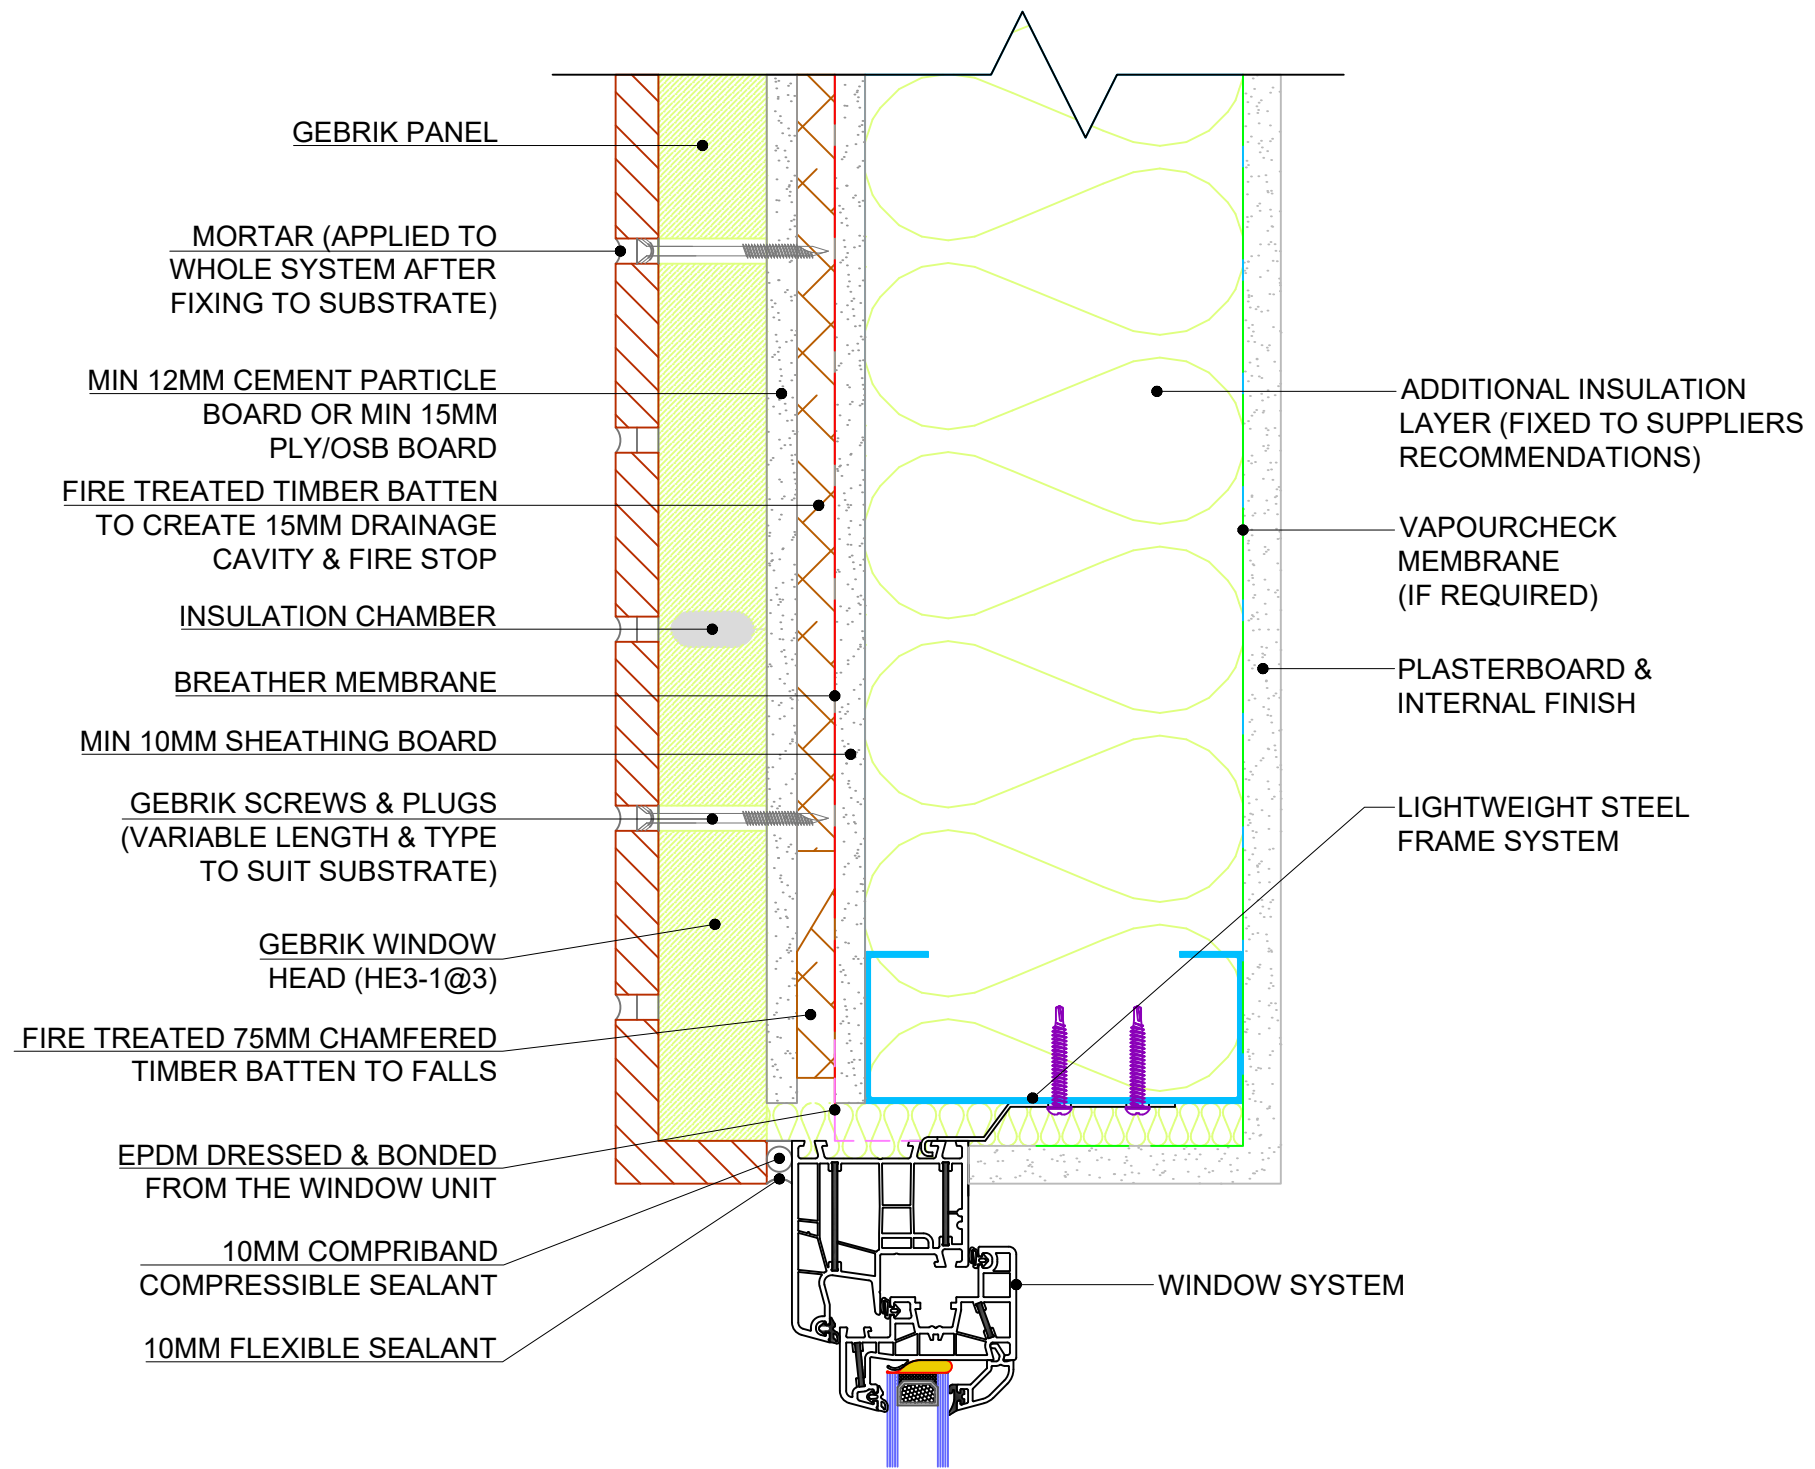 GEBRIK PANEL
MORTAR (APPLIED TO
WHOLE SYSTEM AFTER
FIXING TO SUBSTRATE)
MIN 12MM CEMENT PARTICLE
BOARD OR MIN 15MM
PLY/OSB BOARD
FIRE TREATED TIMBER BATTEN
TO CREATE 15MM DRAINAGE
CAVITY & FIRE STOP
INSULATION CHAMBER
BREATHER MEMBRANE
MIN 10MM SHEATHING BOARD
GEBRIK SCREWS & PLUGS
(VARIABLE LENGTH & TYPE
TO SUIT SUBSTRATE)
GEBRIK WINDOW
HEAD (HE3-1@3)
FIRE TREATED 75MM CHAMFERED
TIMBER BATTEN TO FALLS
EPDM DRESSED & BONDED
FROM THE WINDOW UNIT
10MM COMPRIBAND
COMPRESSIBLE SEALANT
10MM FLEXIBLE SEALANT
ADDITIONAL INSULATION
LAYER (FIXED TO SUPPLIERS
RECOMMENDATIONS)
VAPOURCHECK
MEMBRANE
(IF REQUIRED)
PLASTERBOARD &
INTERNAL FINISH
LIGHTWEIGHT STEEL
FRAME SYSTEM
WINDOW SYSTEM